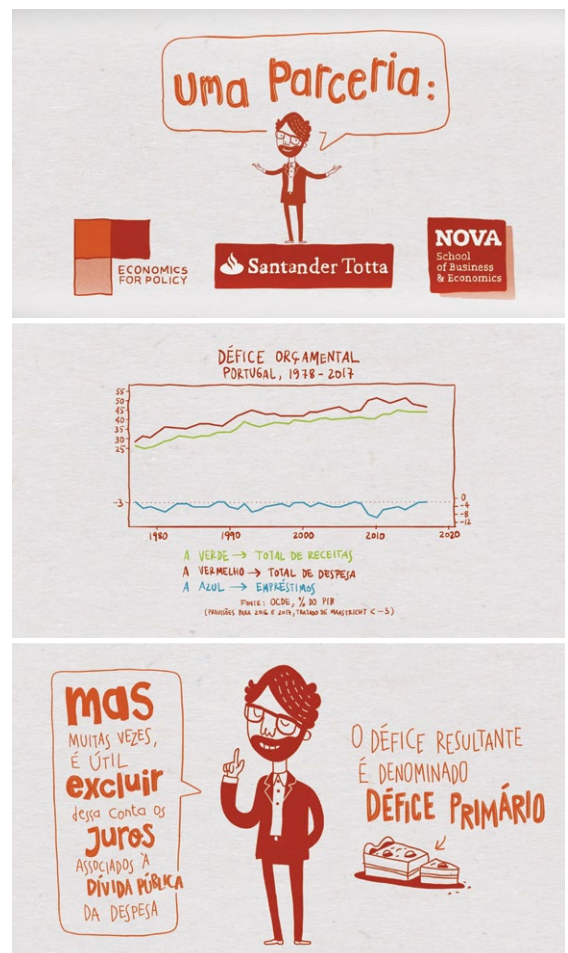 Uma Parceria:
ECONOMICS
FOR POLICY
Santander Totta
NOVA
School
of Business
& Economics
DÉFICE ORÇAMENTAL
PORTUGAL, 1978 - 2017
55
50
45
40
35
30
25
-3
0
-4
-8
-12
1980
1990
2000
2010
2020
A VERDE → TOTAL DE RECEITAS
A VERMELHO → TOTAL DE DESPESA
A AZUL → EMPRÉSTIMOS
FONTE: OCDE, % DO PIB
(PREVISÕES PARA 2016 E 2017, TRATADO DE MAASTRICHT < -3)
mas
MUITAS VEZES,
É ÚTIL
excluir
dessa conta os
juros
ASSOCIADOS À
DÍVIDA PÚBLICA
DA DESPESA
O DÉFICE RESULTANTE
É DENOMINADO
DÉFICE PRIMÁRIO